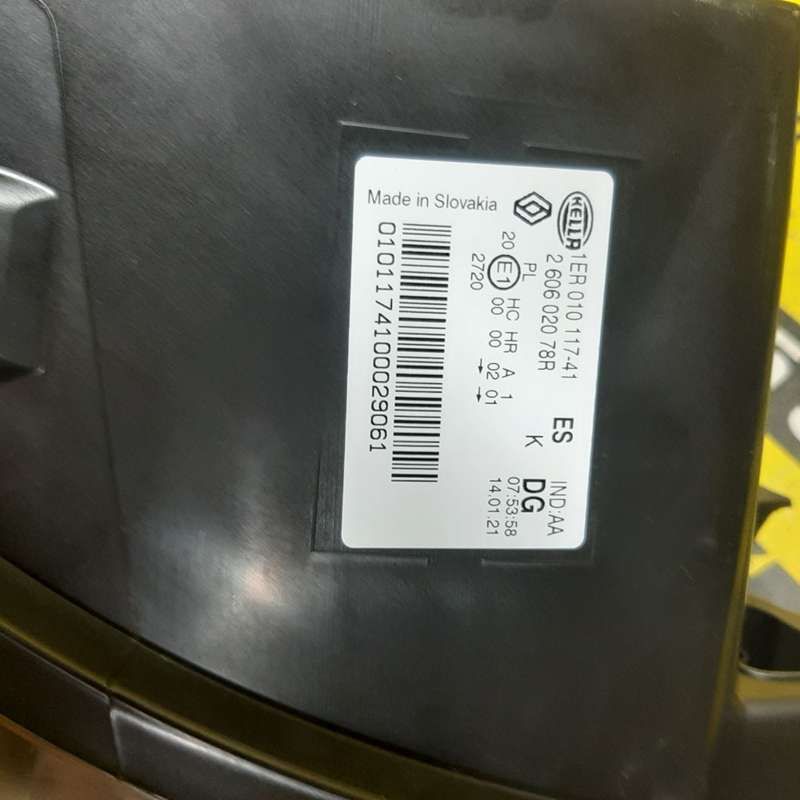 Made in Slovakia
HELLA
1ER 010 117-41
2 606 020 78R
ES
K
IND:AA
DG
07:53:58
14.01.21
PL
HC HR A 1
20 E1 00 00 02 01
2720
01011741000029061